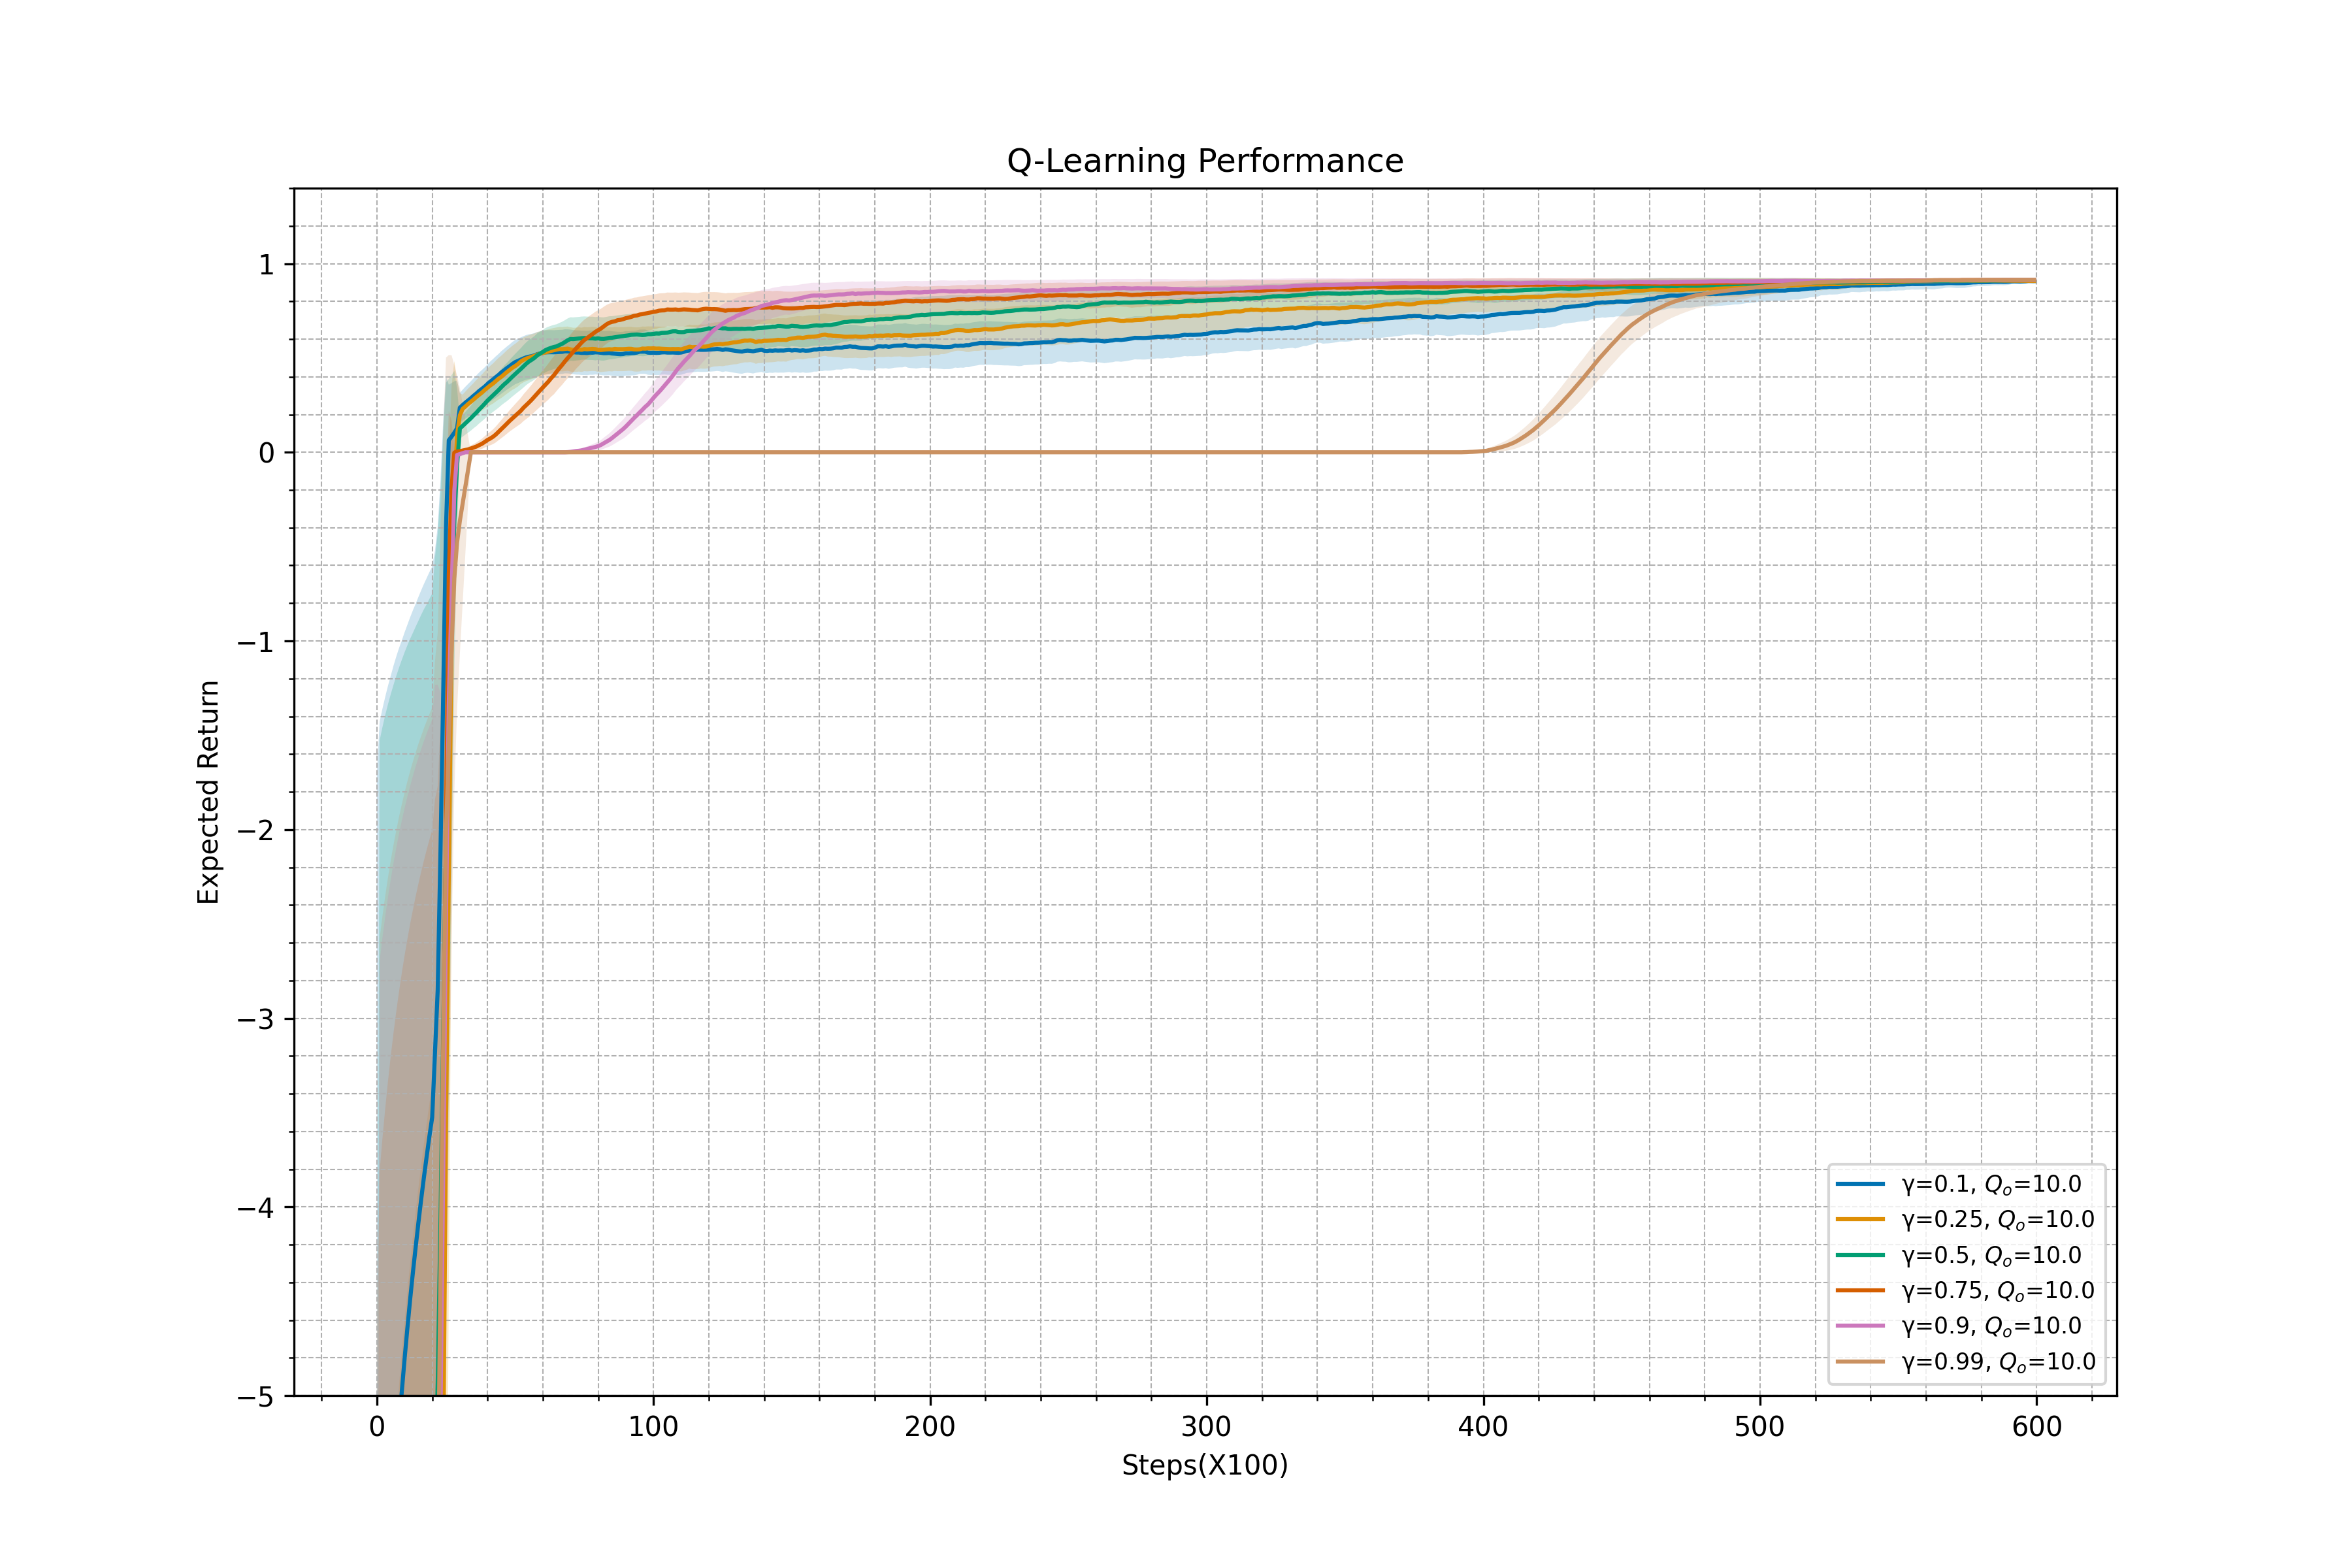 Q-Learning Performance
Expected Return
1
0
−1
−2
−3
−4
−5
0 100 200 300 400 500 600
Steps(X100)
γ=0.1, Qₒ=10.0
γ=0.25, Qₒ=10.0
γ=0.5, Qₒ=10.0
γ=0.75, Qₒ=10.0
γ=0.9, Qₒ=10.0
γ=0.99, Qₒ=10.0